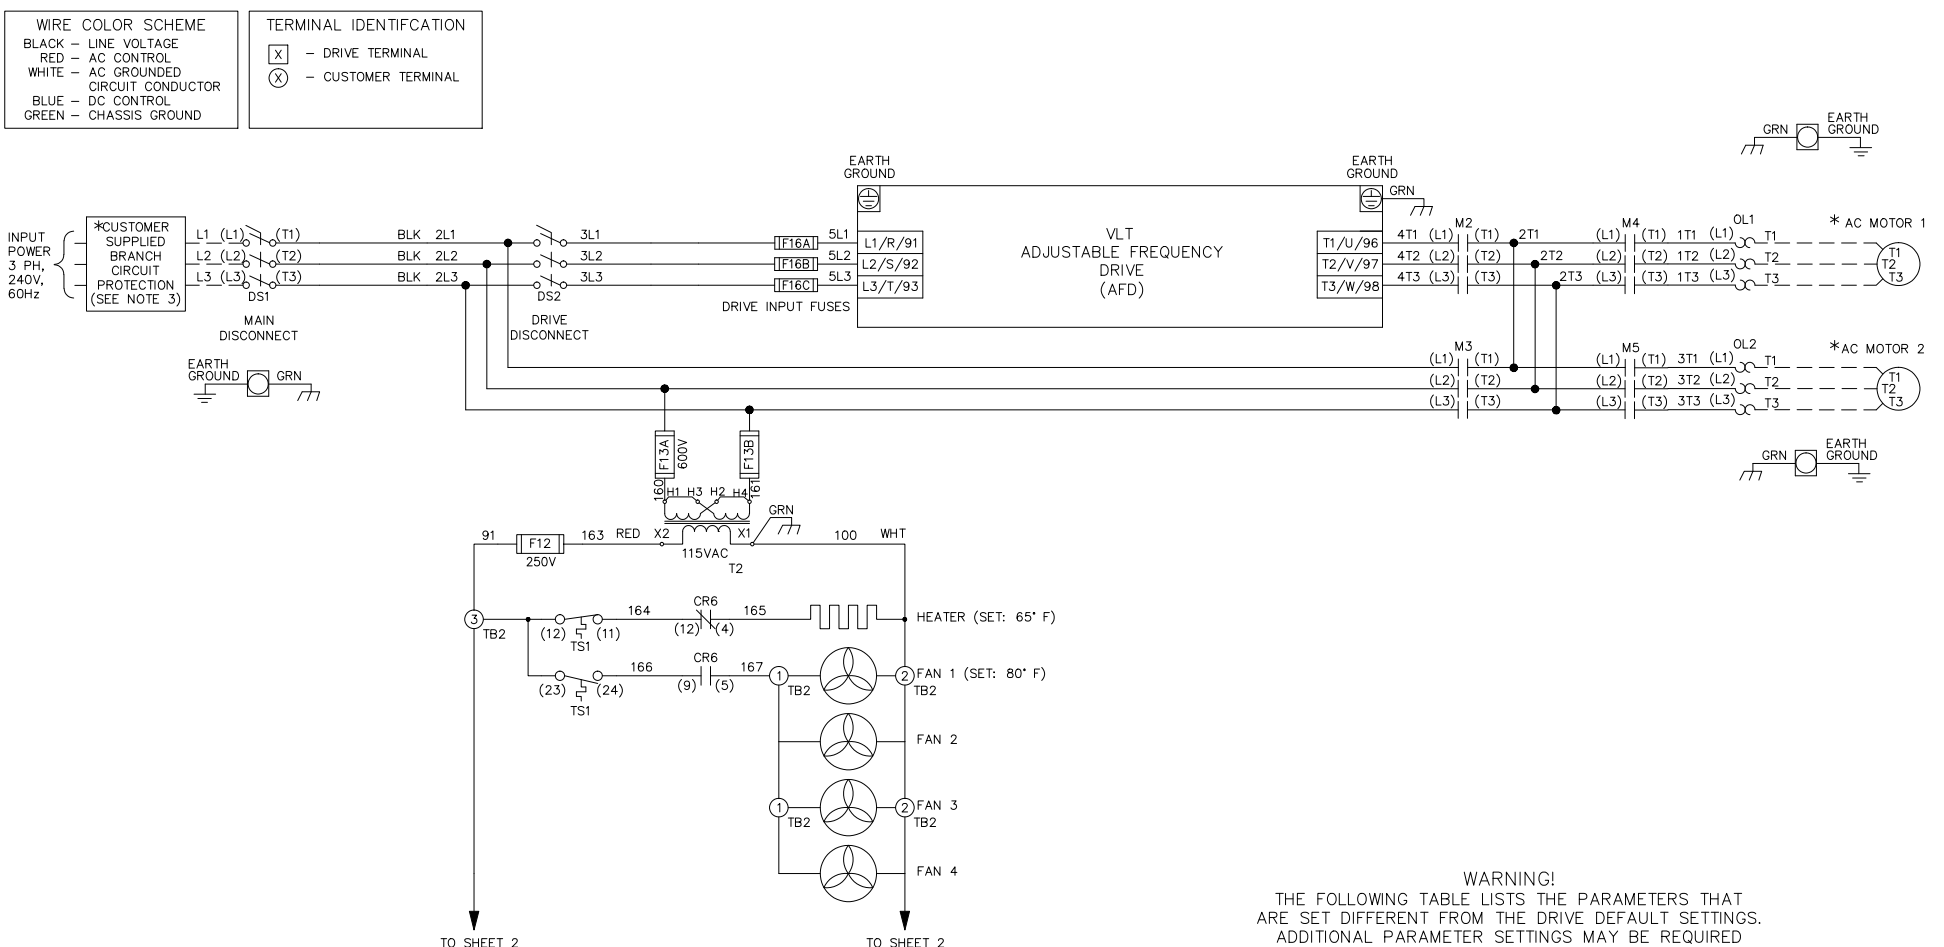 WIRE COLOR SCHEME
BLACK – LINE VOLTAGE
RED – AC CONTROL
WHITE – AC GROUNDED
CIRCUIT CONDUCTOR
BLUE – DC CONTROL
GREEN – CHASSIS GROUND
TERMINAL IDENTIFCATION
X – DRIVE TERMINAL
X – CUSTOMER TERMINAL
INPUT
POWER
3 PH,
240V,
60Hz
*CUSTOMER
SUPPLIED
BRANCH
CIRCUIT
PROTECTION
(SEE NOTE 3)
L1 (L1) (T1) BLK 2L1 3L1 F16A 5L1 L1/R/91
L2 (L2) (T2) BLK 2L2 3L2 F16B 5L2 L2/S/92
L3 (L3) (T3) BLK 2L3 3L3 F16C 5L3 L3/T/93
DS1
MAIN
DISCONNECT
DS2
DRIVE
DISCONNECT
DRIVE INPUT FUSES
EARTH
GROUND
GRN
EARTH
GROUND
VLT
ADJUSTABLE FREQUENCY
DRIVE
(AFD)
EARTH
GROUND
GRN
M2 M4 OL1
T1/U/96 4T1 (L1) (T1) 2T1 (L1) (T1) 1T1 (L1) T1
T2/V/97 4T2 (L2) (T2) 2T2 (L2) (T2) 1T2 (L2) T2
T3/W/98 4T3 (L3) (T3) 2T3 (L3) (T3) 1T3 (L3) T3
* AC MOTOR 1
T1
T2
T3
GRN
EARTH
GROUND
M3 M5 OL2
(L1) (T1) (L1) (T1) 3T1 (L1) T1
(L2) (T2) (L2) (T2) 3T2 (L2) T2
(L3) (T3) (L3) (T3) 3T3 (L3) T3
*AC MOTOR 2
T1
T2
T3
GRN
EARTH
GROUND
F13A
600V
F13B
160
161
H1 H3 H2 H4
GRN
91 F12 163 RED X2 X1 100 WHT
250V
115VAC
T2
3
TB2
(12) (11)
TS1
164
CR6
(12) (4)
165
HEATER (SET: 65° F)
(23) (24)
TS1
166
CR6
(9) (5)
167
1
TB2
2
TB2
FAN 1 (SET: 80° F)
FAN 2
1
TB2
2
TB2
FAN 3
FAN 4
TO SHEET 2
TO SHEET 2
WARNING!
THE FOLLOWING TABLE LISTS THE PARAMETERS THAT
ARE SET DIFFERENT FROM THE DRIVE DEFAULT SETTINGS.
ADDITIONAL PARAMETER SETTINGS MAY BE REQUIRED